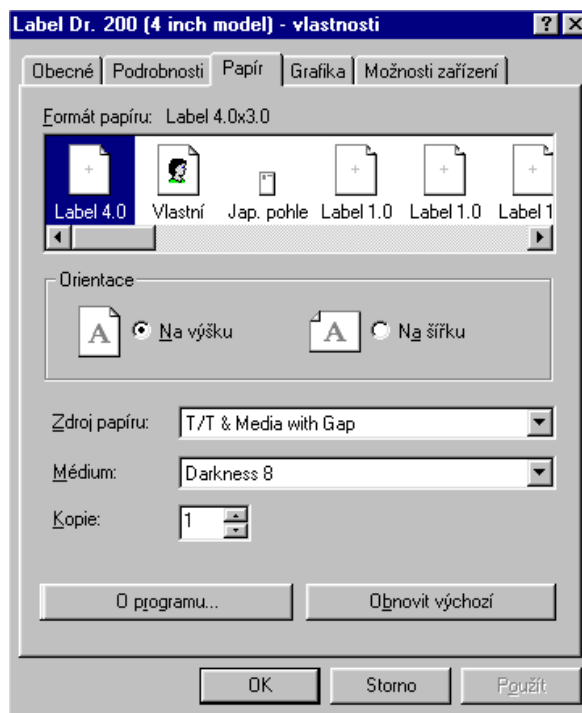 Label Dr. 200 (4 inch model) - vlastnosti
Obecné Podrobnosti Papír Grafika Možnosti zařízení
Formát papíru: Label 4.0x3.0
Label 4.0 Vlastní Jap. pohle Label 1.0 Label 1.0 Label 1
Orientace
A Na výšku A Na šířku
Zdroj papíru: T/T & Media with Gap
Médium: Darkness 8
Kopie: 1
O programu... Obnovit výchozí
OK Storno Použít